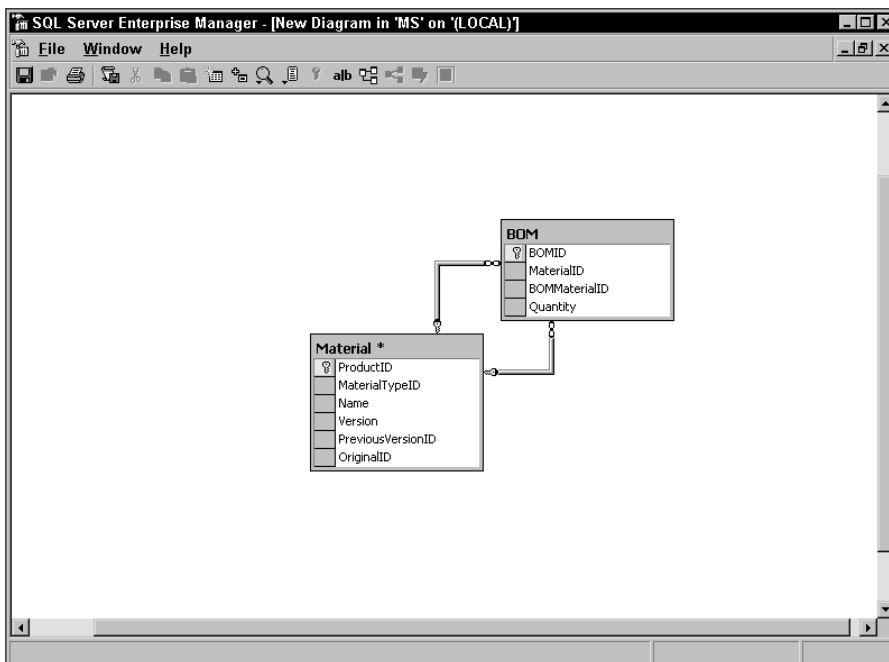 SQL Server Enterprise Manager - [New Diagram in 'MS' on '(LOCAL)']
File Window Help
a|b
BOM
BOMID
MaterialID
BOMMaterialID
Quantity
Material *
ProductID
MaterialTypeID
Name
Version
PreviousVersionID
OriginalID